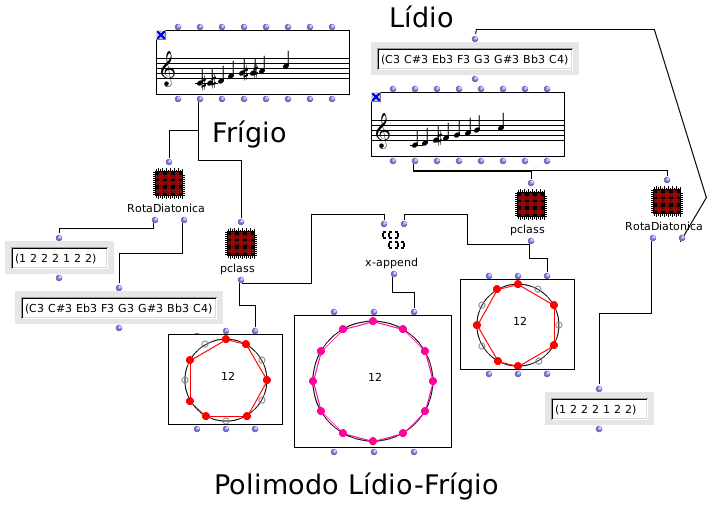 Lídio
(C3 C#3 Eb3 F3 G3 G#3 Bb3 C4)
Frígio
RotaDiatonica
pclass
RotaDiatonica
pclass
x-append
(1 2 2 2 1 2 2)
(C3 C#3 Eb3 F3 G3 G#3 Bb3 C4)
12
12
12
(1 2 2 2 1 2 2)
Polimodo Lídio-Frígio